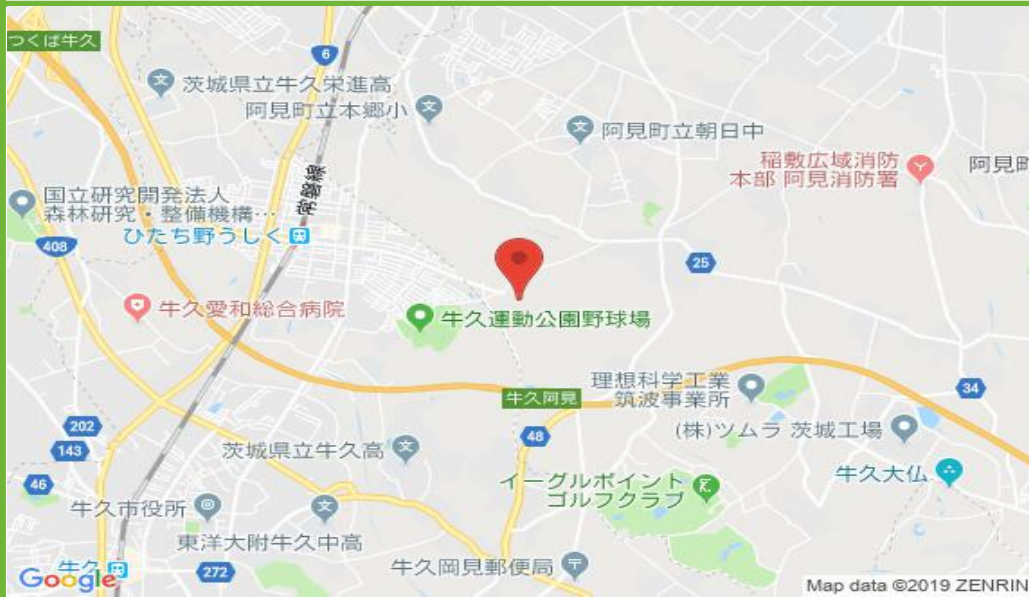 つくば牛久
6
茨城県立牛久栄進高
阿見町立本郷小
阿見町立朝日中
稲敷広域消防
本部 阿見消防署
阿見町
国立研究開発法人
森林研究・整備機構…
常磐線
ひたち野うしく
408
25
牛久愛和総合病院
牛久運動公園野球場
理想科学工業
筑波事業所
牛久阿見
34
202
143
48
(株)ツムラ 茨城工場
茨城県立牛久高
46
イーグルポイント
ゴルフクラブ
牛久大仏
牛久市役所
東洋大附牛久中高
牛久
272
牛久岡見郵便局
Google
Map data ©2019 ZENRIN